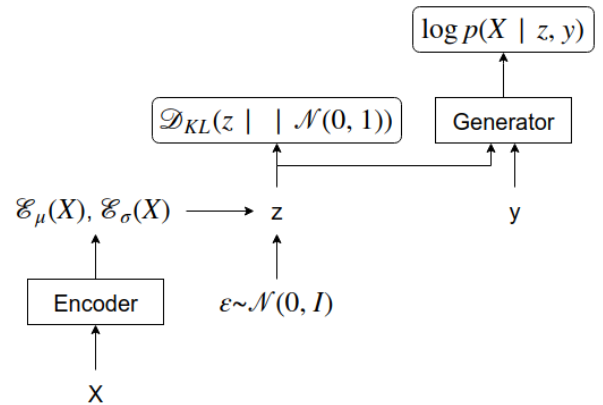 log p(X | z, y)
𝒟_KL(z | | 𝒩(0, 1))
Generator
ℰ_μ(X), ℰ_σ(X)
z
y
Encoder
ε~𝒩(0, I)
X